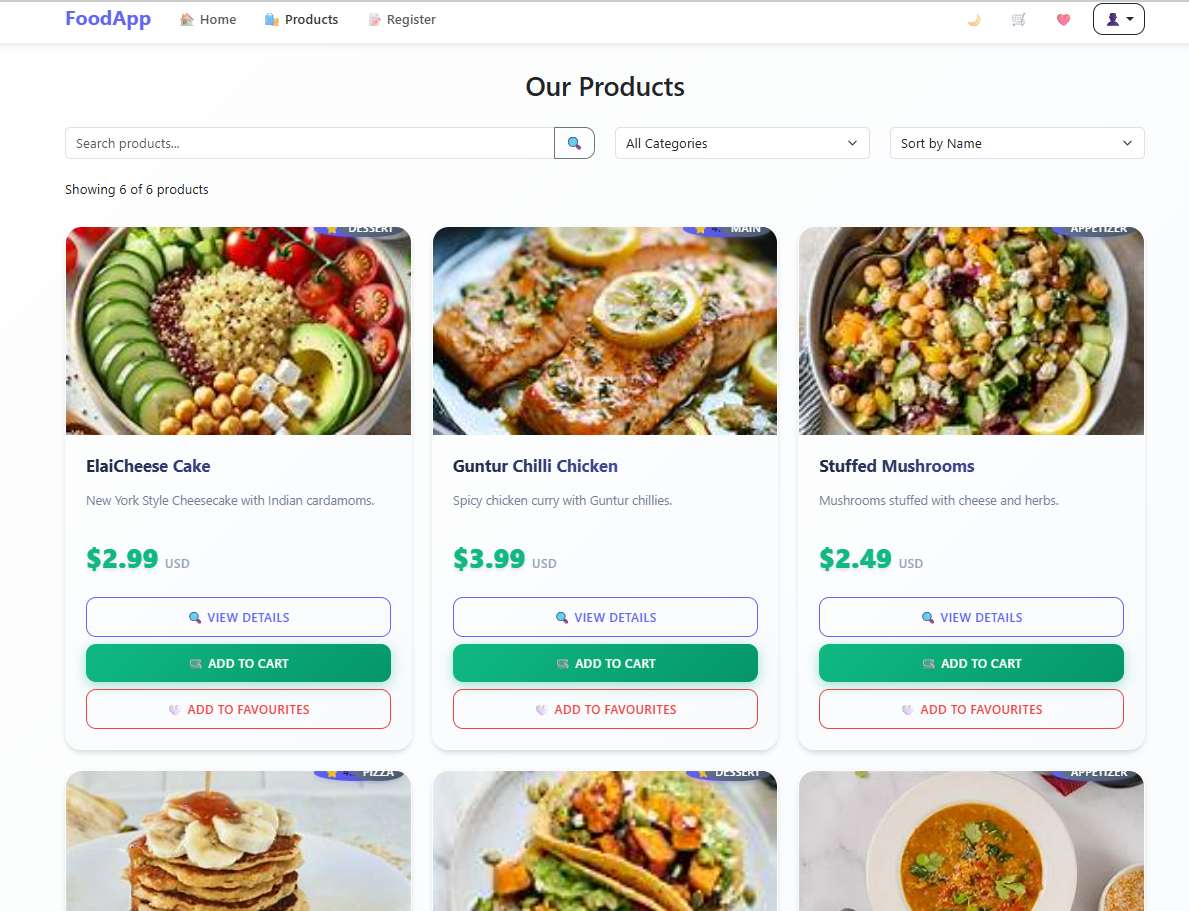 FoodApp Home Products Register
Our Products
Search products... All Categories Sort by Name
Showing 6 of 6 products
DESSERT MAIN APPETIZER
ElaiCheese Cake Guntur Chilli Chicken Stuffed Mushrooms
New York Style Cheesecake with Indian cardamoms. Spicy chicken curry with Guntur chillies. Mushrooms stuffed with cheese and herbs.
$2.99 USD $3.99 USD $2.49 USD
VIEW DETAILS VIEW DETAILS VIEW DETAILS
ADD TO CART ADD TO CART ADD TO CART
ADD TO FAVOURITES ADD TO FAVOURITES ADD TO FAVOURITES
PIZZA DESSERT APPETIZER